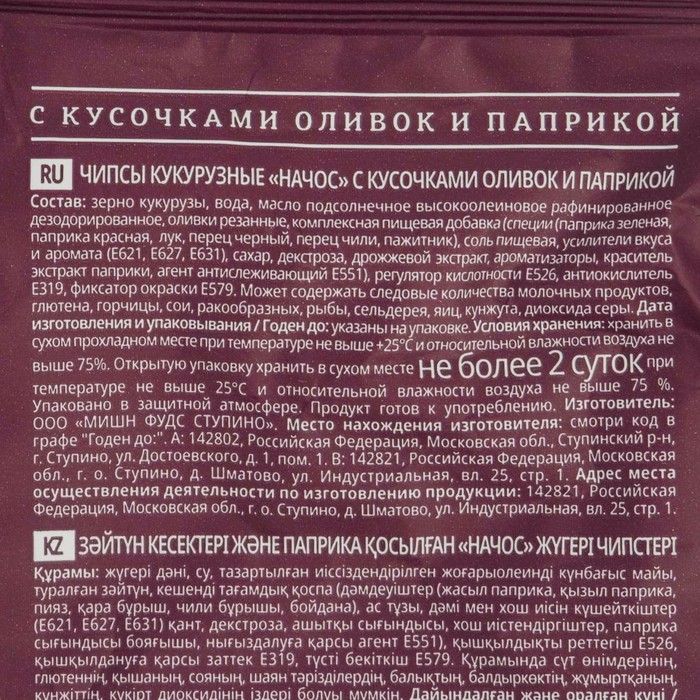 С КУСОЧКАМИ ОЛИВОК И ПАПРИКОЙ
RU ЧИПСЫ КУКУРУЗНЫЕ «НАЧОС» С КУСОЧКАМИ ОЛИВОК И ПАПРИКОЙ
Состав: зерно кукурузы, вода, масло подсолнечное высокоолеиновое рафинированное
дезодорированное, оливки резанные, комплексная пищевая добавка (специи (паприка зеленая,
паприка красная, лук, перец черный, перец чили, пажитник), соль пищевая, усилители вкуса
и аромата (Е621, Е627, Е631), сахар, декстроза, дрожжевой экстракт, ароматизаторы, краситель
экстракт паприки, агент антислеживающий Е551), регулятор кислотности Е526, антиокислитель
Е319, фиксатор окраски Е579. Может содержать следовые количества молочных продуктов,
глютена, горчицы, сои, ракообразных, рыбы, сельдерея, яиц, кунжута, диоксида серы. Дата
изготовления и упаковывания / Годен до: указаны на упаковке. Условия хранения: хранить в
сухом прохладном месте при температуре не выше +25°С и относительной влажности воздуха не
выше 75%. Открытую упаковку хранить в сухом месте не более 2 суток при
температуре не выше 25°С и относительной влажности воздуха не выше 75 %.
Упаковано в защитной атмосфере. Продукт готов к употреблению. Изготовитель:
ООО «МИШН ФУДС СТУПИНО». Место нахождения изготовителя: смотри код в
графе "Годен до:". А: 142802, Российская Федерация, Московская обл., Ступинский р-н,
г. Ступино, ул. Достоевского, д. 1, пом. 1. В: 142821, Российская Федерация, Московская
обл., г. о. Ступино, д. Шматово, ул. Индустриальная, вл. 25, стр. 1. Адрес места
осуществления деятельности по изготовлению продукции: 142821, Российская
Федерация, Московская обл., г. о. Ступино, д. Шматово, ул. Индустриальная, вл. 25, стр. 1.
KZ ЗӘЙТҮН КЕСЕКТЕРІ ЖӘНЕ ПАПРИКА ҚОСЫЛҒАН «НАЧОС» ЖҮГЕРІ ЧИПСТЕРІ
Құрамы: жүгері дәні, су, тазартылған иіссіздендірілген жоғарыолеинді күнбағыс майы,
туралған зәйтүн, кешенді тағамдық қоспа (дәмдеуіштер (жасыл паприка, қызыл паприка,
пияз, қара бұрыш, чили бұрышы, бойдана), ас тұзы, дәмі мен хош иісін күшейткіштер
(Е621, Е627, Е631) қант, декстроза, ашытқы сығындысы, хош иістендіргіштер, паприка
сығындысы бояғышы, нығыздалуға қарсы агент Е551), қышқылдықты реттегіш Е526,
қышқылдануға қарсы заттек Е319, түсті бекіткіш Е579. Құрамында сүт өнімдерінің,
глютеннің, қышаның, сояның, шаян тәрізділердің, балықтың, балдыркөктің, жұмыртқаның,
күнжіттің, күкірт диоксидінің іздері болуы мүмкін. Дайындалған және оралған күні /